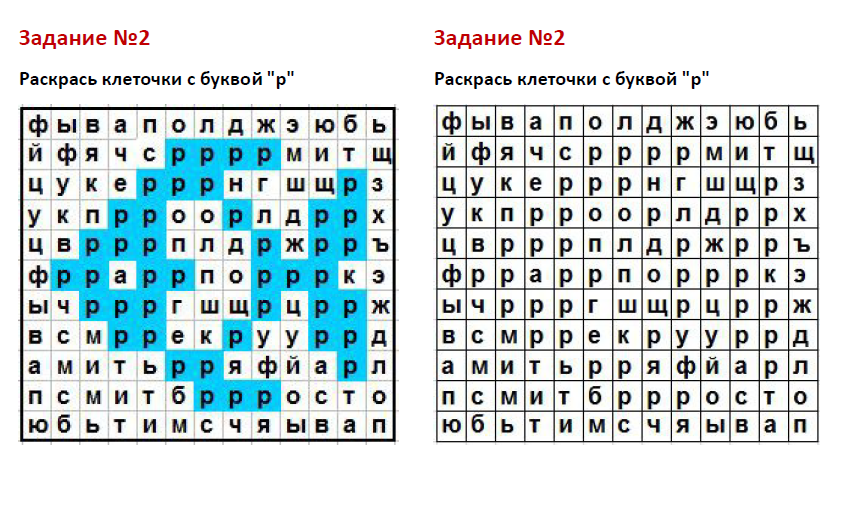 Задание №2
Раскрась клеточки с буквой "р"
ф ы в а п о л д ж э ю б ь
й ф я ч с р р р р м и т щ
ц у к е р р р н г ш щ р з
у к п р р о о р л д р р х
ц в р р р п л д р ж р р ъ
ф р р а р р п о р р р к э
ы ч р р р г ш щ р ц р р ж
в с м р р е к р у у р р д
а м и т ь р р я ф й а р л
п с м и т б р р р о с т о
ю б ь т и м с ч я ы в а п
Задание №2
Раскрась клеточки с буквой "р"
ф ы в а п о л д ж э ю б ь
й ф я ч с р р р р м и т щ
ц у к е р р р н г ш щ р з
у к п р р о о р л д р р х
ц в р р р п л д р ж р р ъ
ф р р а р р п о р р р к э
ы ч р р р г ш щ р ц р р ж
в с м р р е к р у у р р д
а м и т ь р р я ф й а р л
п с м и т б р р р о с т о
ю б ь т и м с ч я ы в а п